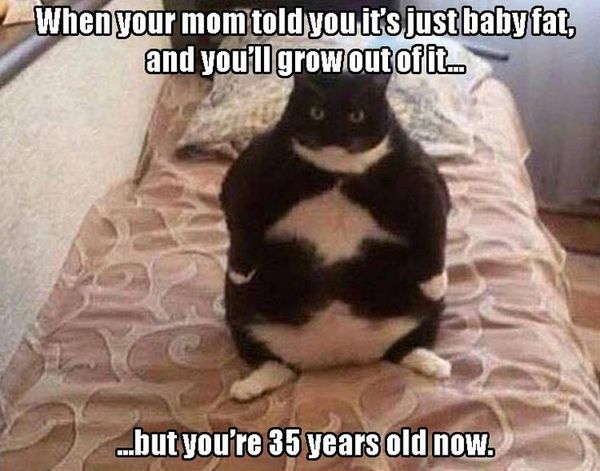 When your mom told you it's just baby fat,
and you'll grow out of it...
...but you're 35 years old now.